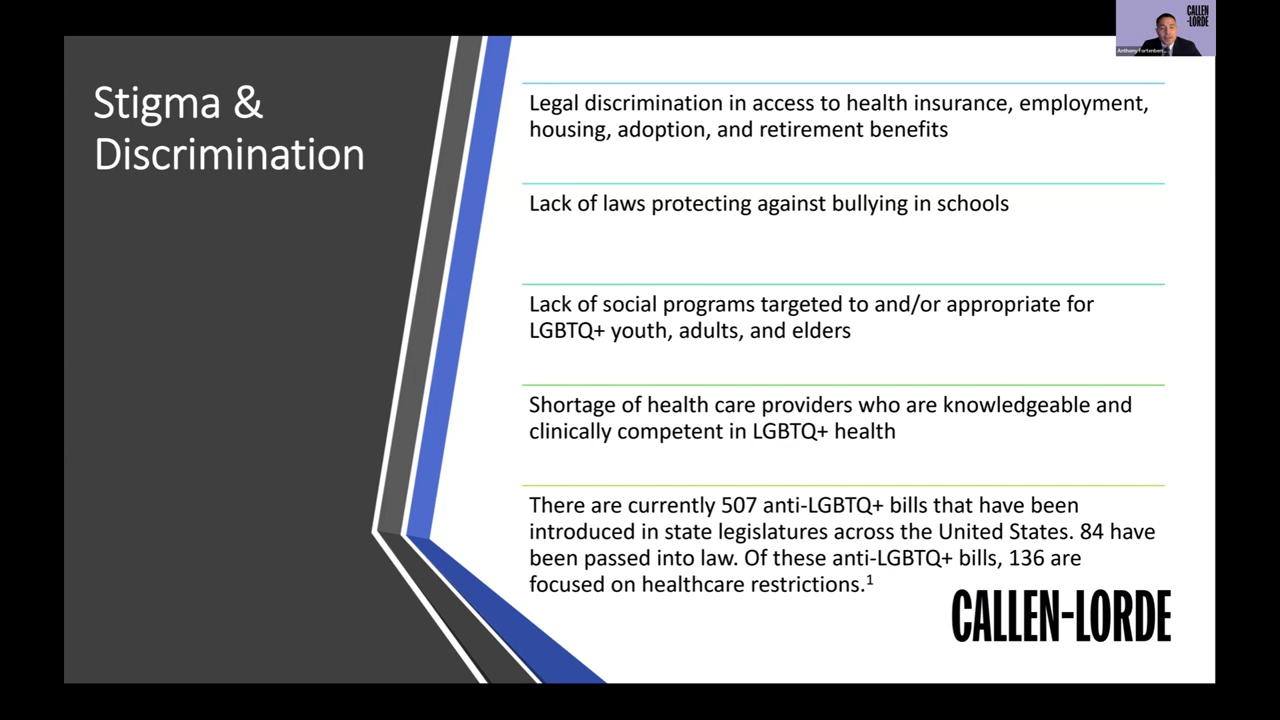 CALLEN
-LORDE
Stigma &
Discrimination
Legal discrimination in access to health insurance, employment,
housing, adoption, and retirement benefits
Lack of laws protecting against bullying in schools
Lack of social programs targeted to and/or appropriate for
LGBTQ+ youth, adults, and elders
Shortage of health care providers who are knowledgeable and
clinically competent in LGBTQ+ health
There are currently 507 anti-LGBTQ+ bills that have been
introduced in state legislatures across the United States. 84 have
been passed into law. Of these anti-LGBTQ+ bills, 136 are
focused on healthcare restrictions.1
CALLEN-LORDE
Anthony